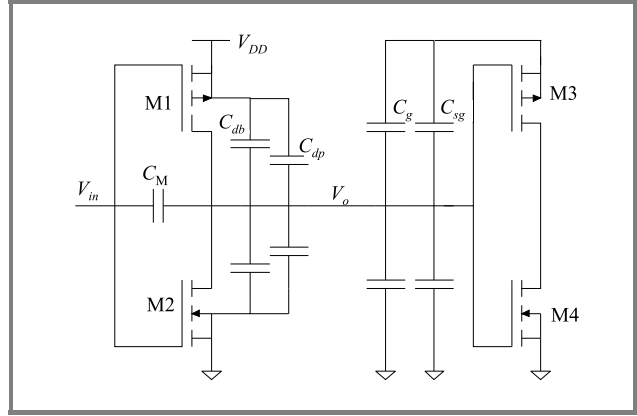 V_DD
M1
C_db
C_dp
C_g
C_sg
M3
C_M
V_in
V_o
M2
M4